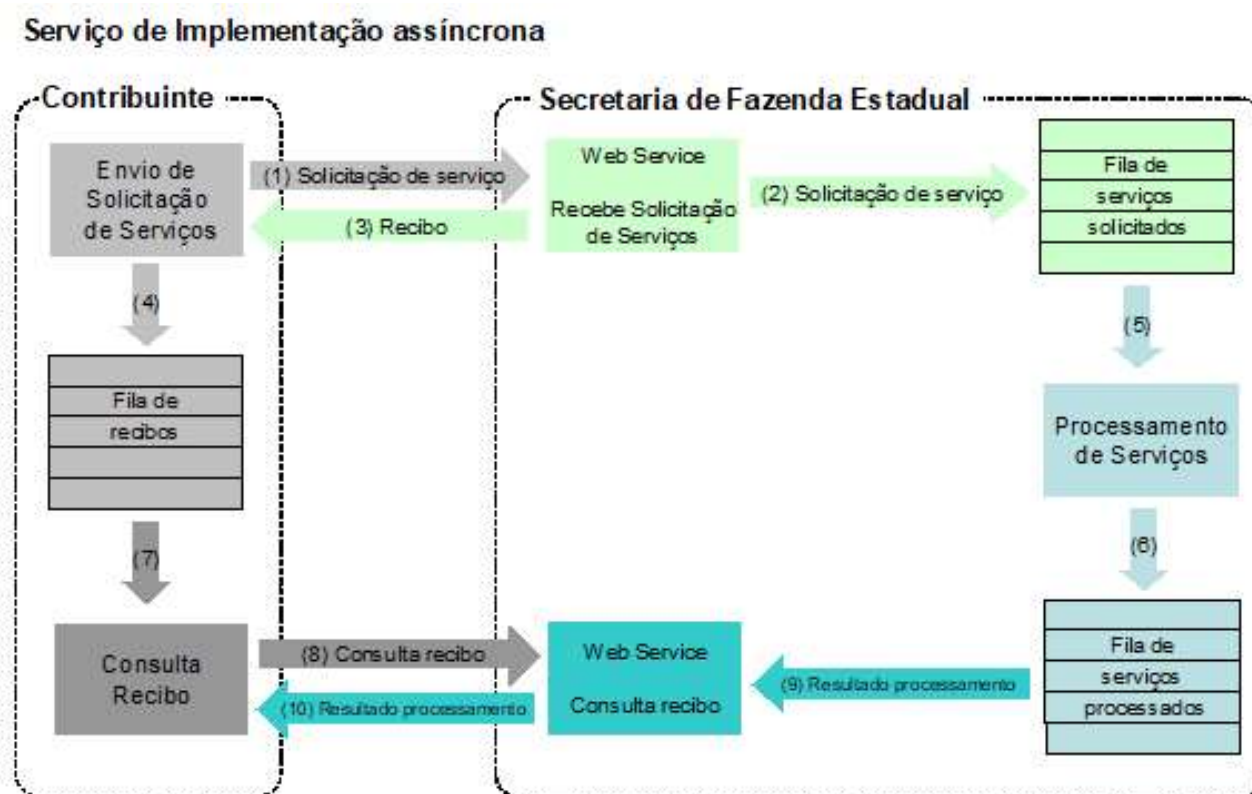 Serviço de Implementação assíncrona
Contribuinte
Secretaria de Fazenda Estadual
Envio de
Solicitação
de Serviços
(1) Solicitação de serviço
(3) Recibo
Web Service
Recebe Solicitação
de Serviços
(2) Solicitação de serviço
Fila de
serviços
solicitados
(4)
(5)
Fila de
recibos
Processamento
de Serviços
(7)
(6)
Consulta
Recibo
(8) Consulta recibo
(10) Resultado processamento
Web Service
Consulta recibo
(9) Resultado processamento
Fila de
serviços
processados